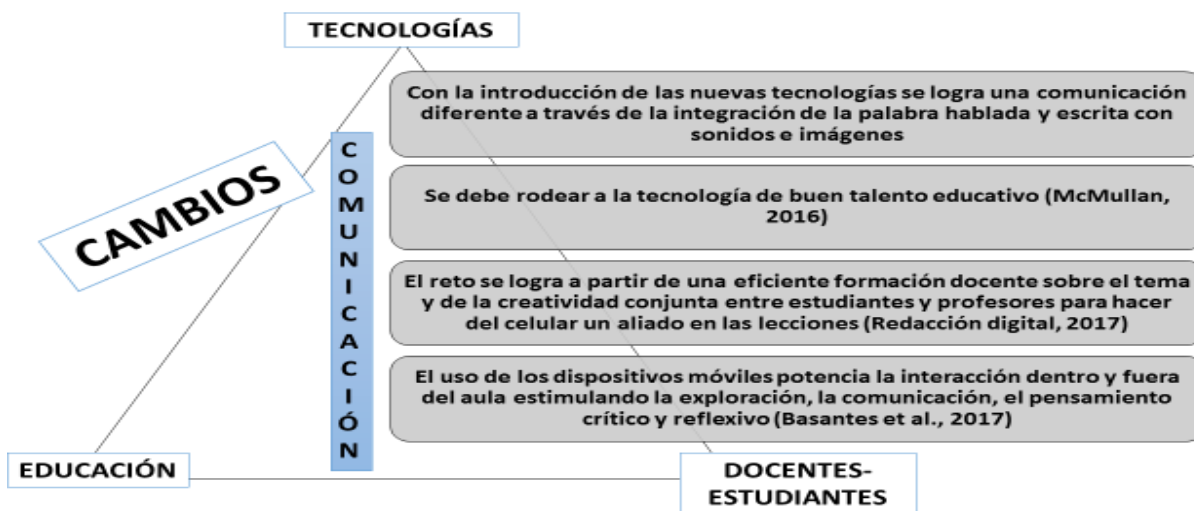 TECNOLOGÍAS
CAMBIOS
COMUNICACIÓN
Con la introducción de las nuevas tecnologías se logra una comunicación
diferente a través de la integración de la palabra hablada y escrita con
sonidos e imágenes
Se debe rodear a la tecnología de buen talento educativo (McMullan,
2016)
El reto se logra a partir de una eficiente formación docente sobre el tema
y de la creatividad conjunta entre estudiantes y profesores para hacer
del celular un aliado en las lecciones (Redacción digital, 2017)
El uso de los dispositivos móviles potencia la interacción dentro y fuera
del aula estimulando la exploración, la comunicación, el pensamiento
crítico y reflexivo (Basantes et al., 2017)
EDUCACIÓN
DOCENTES-
ESTUDIANTES